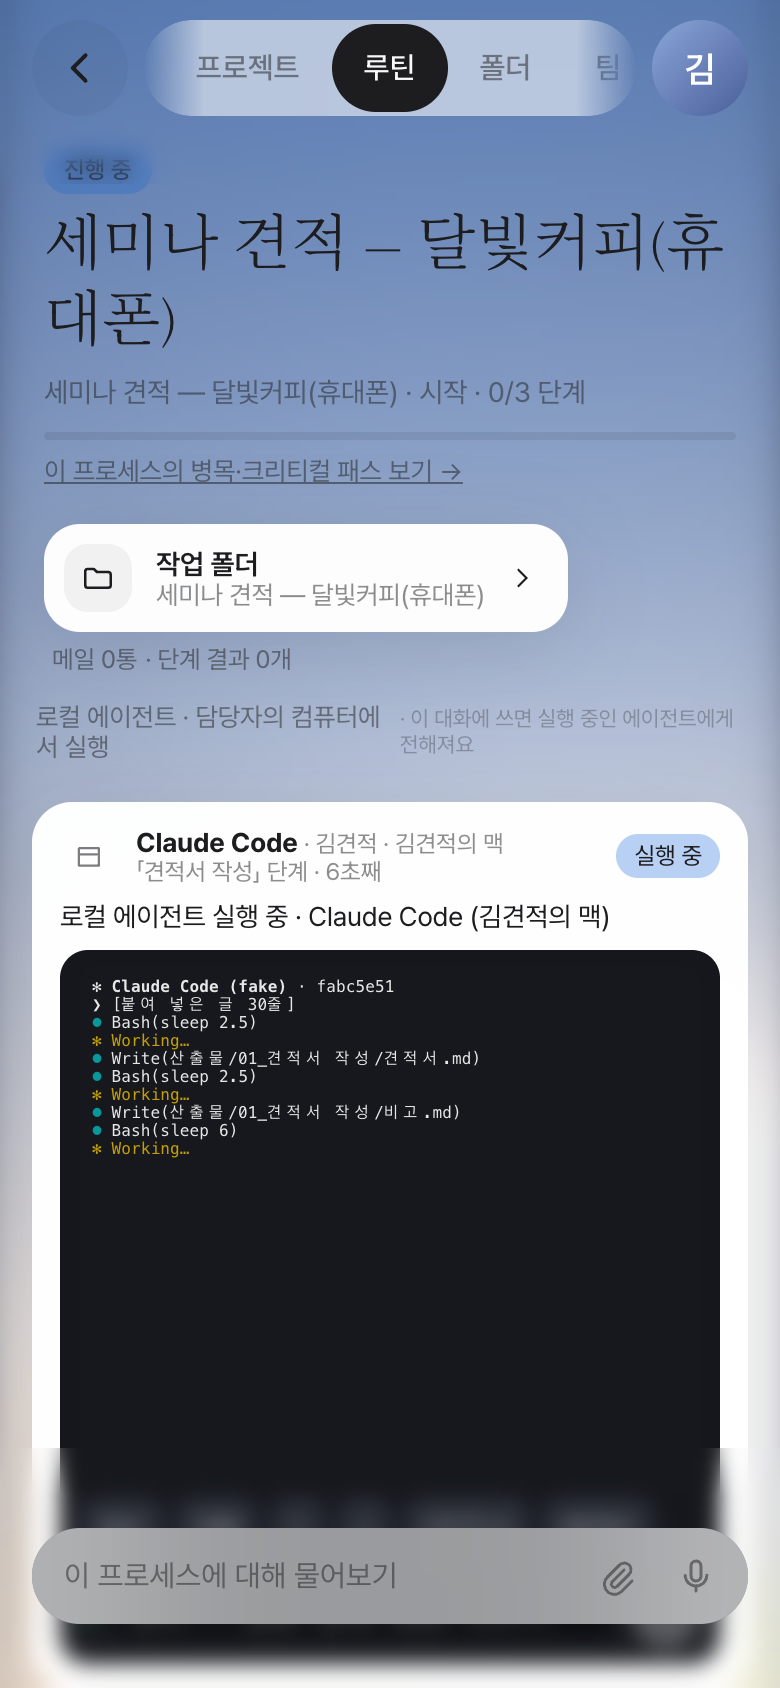 프로젝트 루틴 폴더 팀 김
진행 중
세미나 견적 – 달빛커피(휴
대폰)
세미나 견적 — 달빛커피(휴대폰) · 시작 · 0/3 단계
이 프로세스의 병목·크리티컬 패스 보기 →
작업 폴더
세미나 견적 — 달빛커피(휴대폰)
메일 0통 · 단계 결과 0개
로컬 에이전트 · 담당자의 컴퓨터에
서 실행
· 이 대화에 쓰면 실행 중인 에이전트에게
전해져요
Claude Code · 김견적 · 김견적의 맥
「견적서 작성」 단계 · 6초째
실행 중
로컬 에이전트 실행 중 · Claude Code (김견적의 맥)
✻ Claude Code (fake) · fabc5e51
❯ [붙여 넣은 글 30줄]
● Bash(sleep 2.5)
✻ Working…
● Write(산출물/01_견적서 작성/견적서.md)
● Bash(sleep 2.5)
✻ Working…
● Write(산출물/01_견적서 작성/비고.md)
● Bash(sleep 6)
✻ Working…
이 프로세스에 대해 물어보기